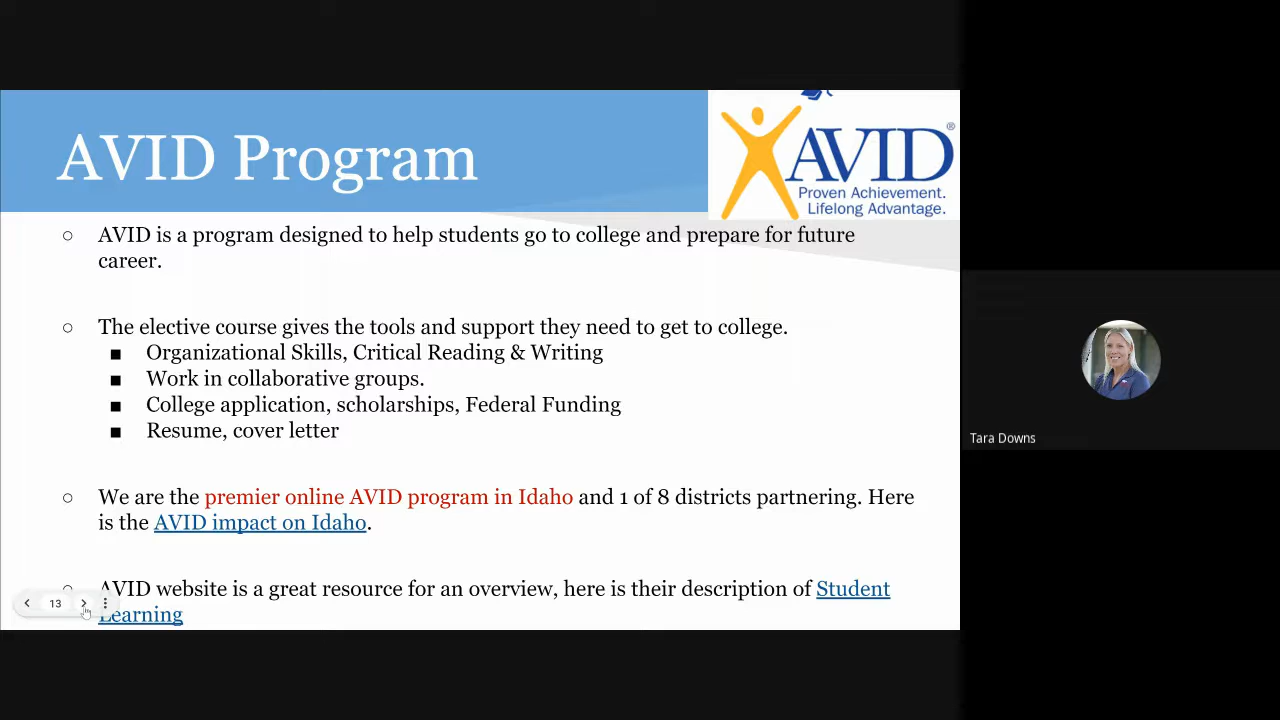 AVID Program
AVID®
Proven Achievement.
Lifelong Advantage.
○ AVID is a program designed to help students go to college and prepare for future
career.
○ The elective course gives the tools and support they need to get to college.
■ Organizational Skills, Critical Reading & Writing
■ Work in collaborative groups.
■ College application, scholarships, Federal Funding
■ Resume, cover letter
○ We are the premier online AVID program in Idaho and 1 of 8 districts partnering. Here
is the AVID impact on Idaho.
○ AVID website is a great resource for an overview, here is their description of Student
Learning
13
Tara Downs